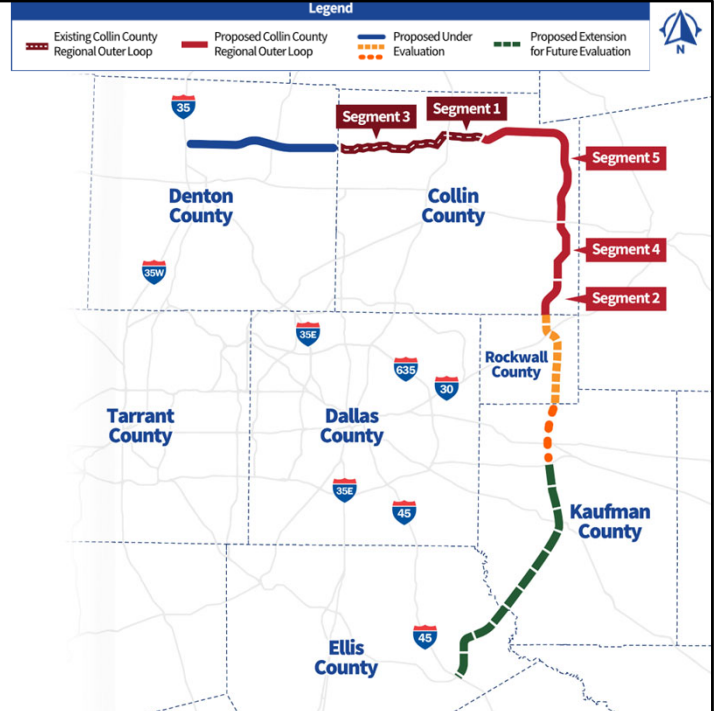 Legend
Existing Collin County
Regional Outer Loop
Proposed Collin County
Regional Outer Loop
Proposed Under
Evaluation
Proposed Extension
for Future Evaluation
N
35
Segment 3
Segment 1
Segment 5
Denton
County
Collin
County
Segment 4
35W
Segment 2
35E
Rockwall
County
635
30
Tarrant
County
Dallas
County
35E
45
Kaufman
County
45
Ellis
County